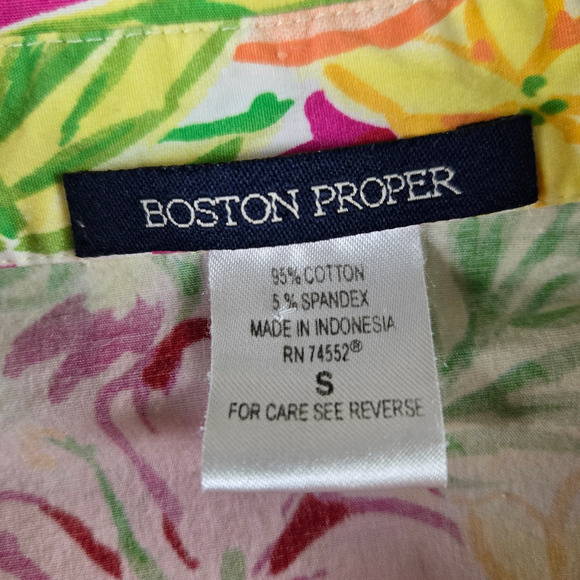 BOSTON PROPER
95% COTTON
5% SPANDEX
MADE IN INDONESIA
RN 74552®
S
FOR CARE SEE REVERSE